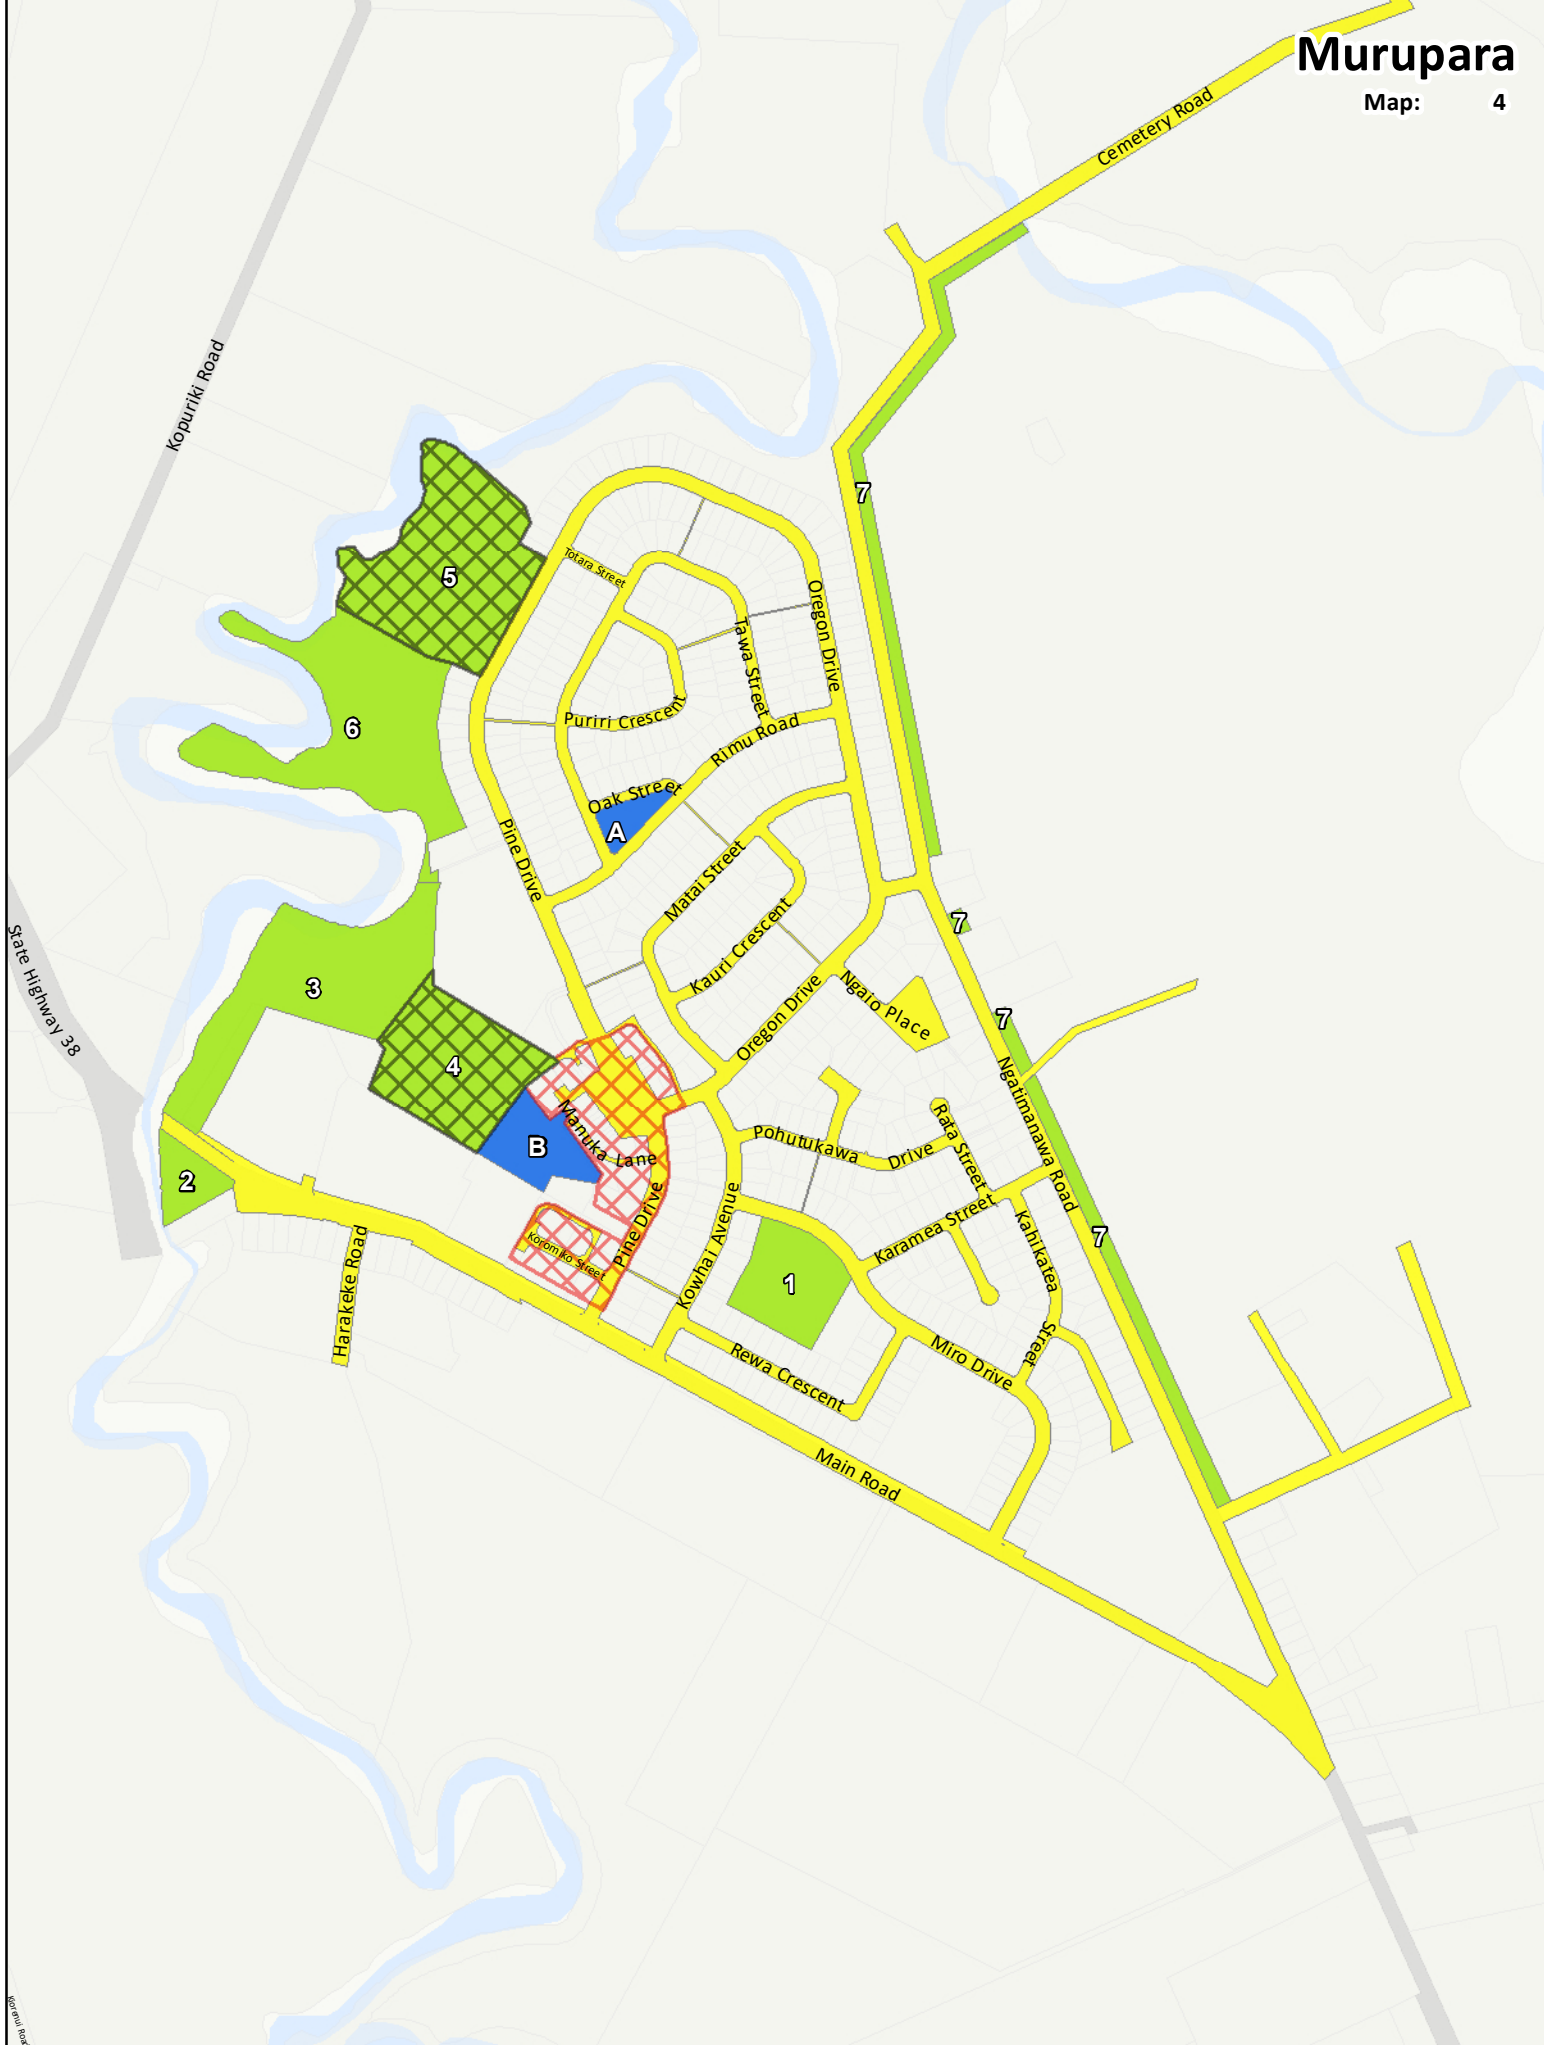 Murupara
Map: 4
Cemetery Road
Kopuriki Road
7
5
Totara Street
Oregon Drive
Tawa Street
6
Puriri Crescent
Rimu Road
Oak Street
A
Pine Drive
Matai Street
Kauri Crescent
7
State Highway 38
3
Ngaio Place
Oregon Drive
7
4
Ngatimanawa Road
Manuka Lane
B
Pohutukawa Drive
Rata Street
2
Pine Drive
Kowhai Avenue
Karamea Street
Kahikatea Street
7
Koromiko Street
Harakeke Road
1
Rewa Crescent
Miro Drive
Main Road